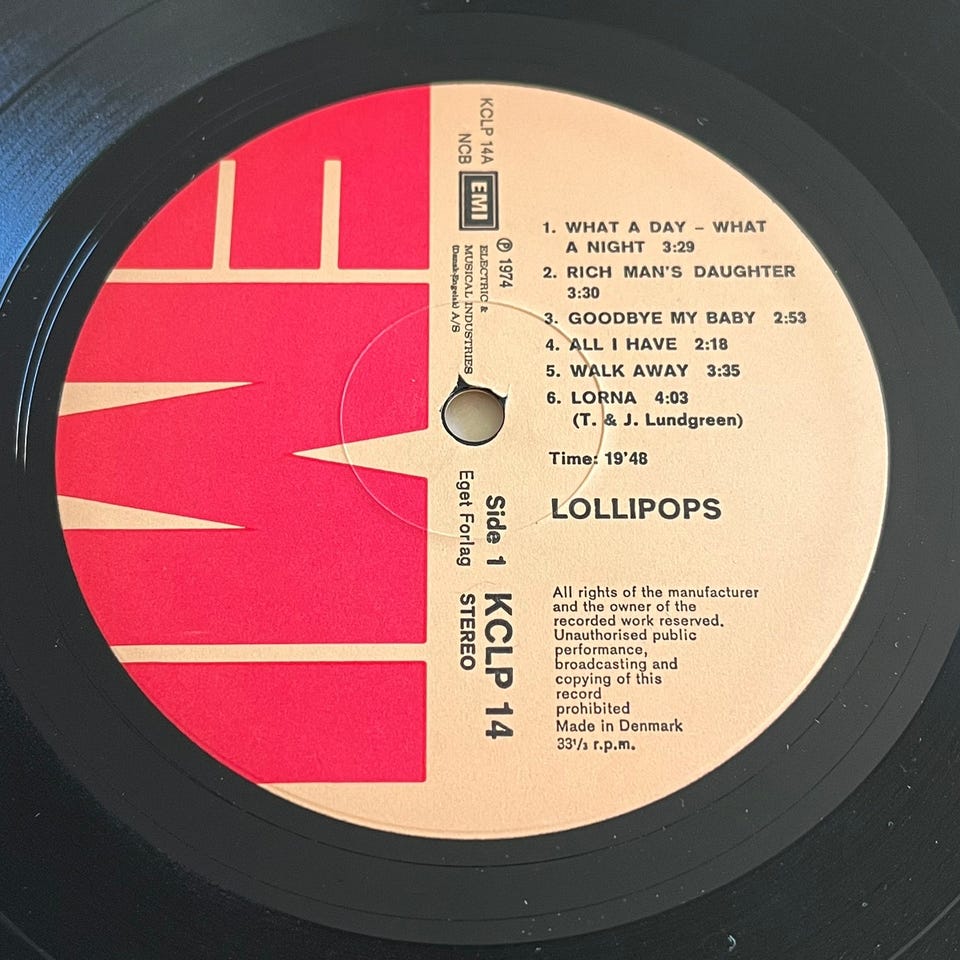 KCLP 14A
NCB
EMI
℗ 1974
ELECTRIC &
MUSICAL INDUSTRIES
(Dansk-Engelsk) A/S
Side 1
Eget Forlag
KCLP 14
STEREO
1. WHAT A DAY – WHAT
A NIGHT 3:29
2. RICH MAN'S DAUGHTER
3:30
3. GOODBYE MY BABY 2:53
4. ALL I HAVE 2:18
5. WALK AWAY 3:35
6. LORNA 4:03
(T. & J. Lundgreen)
Time: 19'48
LOLLIPOPS
All rights of the manufacturer
and the owner of the
recorded work reserved.
Unauthorised public
performance,
broadcasting and
copying of this
record
prohibited
Made in Denmark
33⅓ r.p.m.
EMI